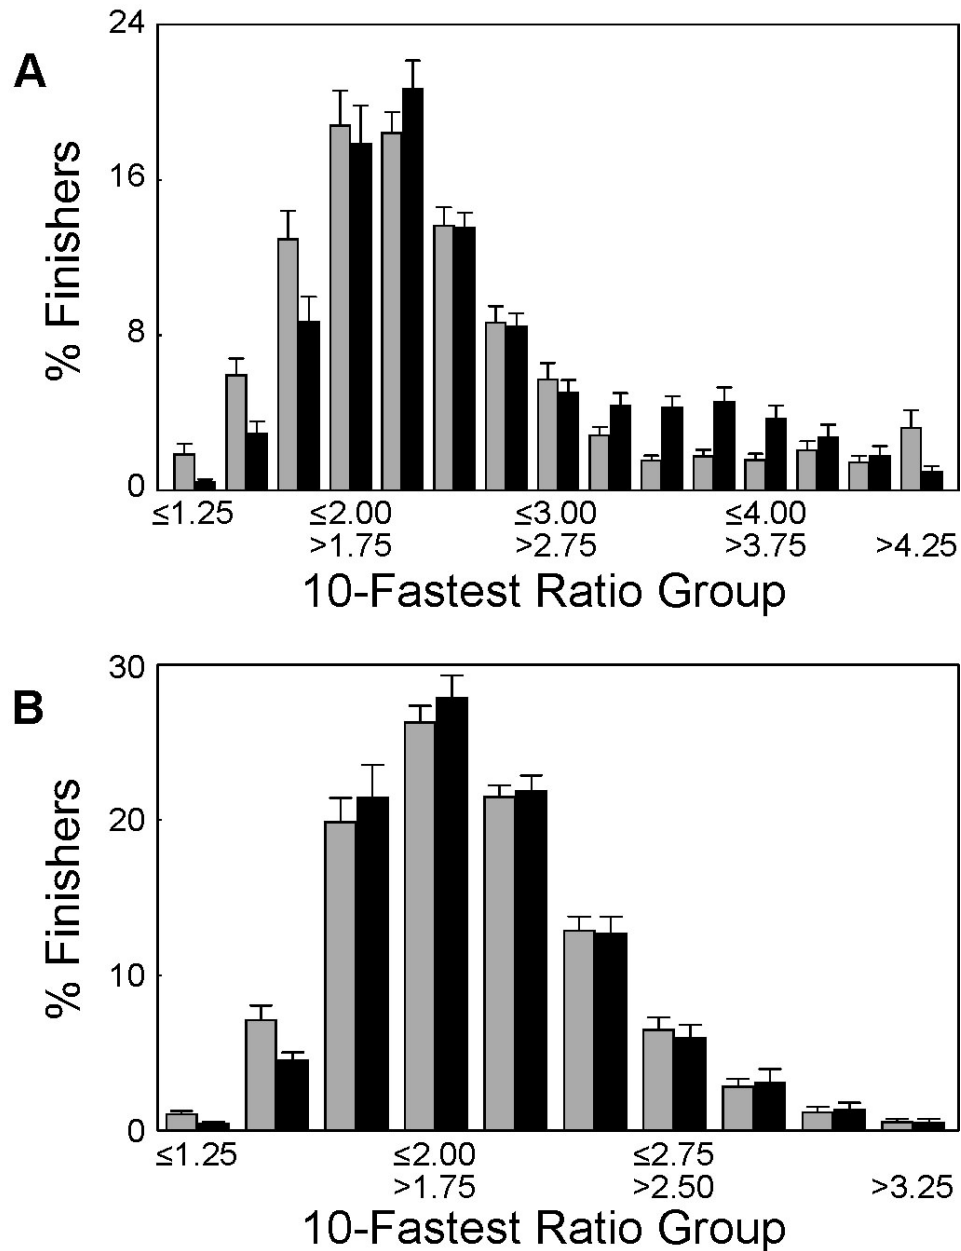 A
% Finishers
24
16
8
0
≤1.25 ≤2.00 ≤3.00 ≤4.00
>1.75 >2.75 >3.75 >4.25
10-Fastest Ratio Group
B
% Finishers
30
20
10
0
≤1.25 ≤2.00 ≤2.75
>1.75 >2.50 >3.25
10-Fastest Ratio Group